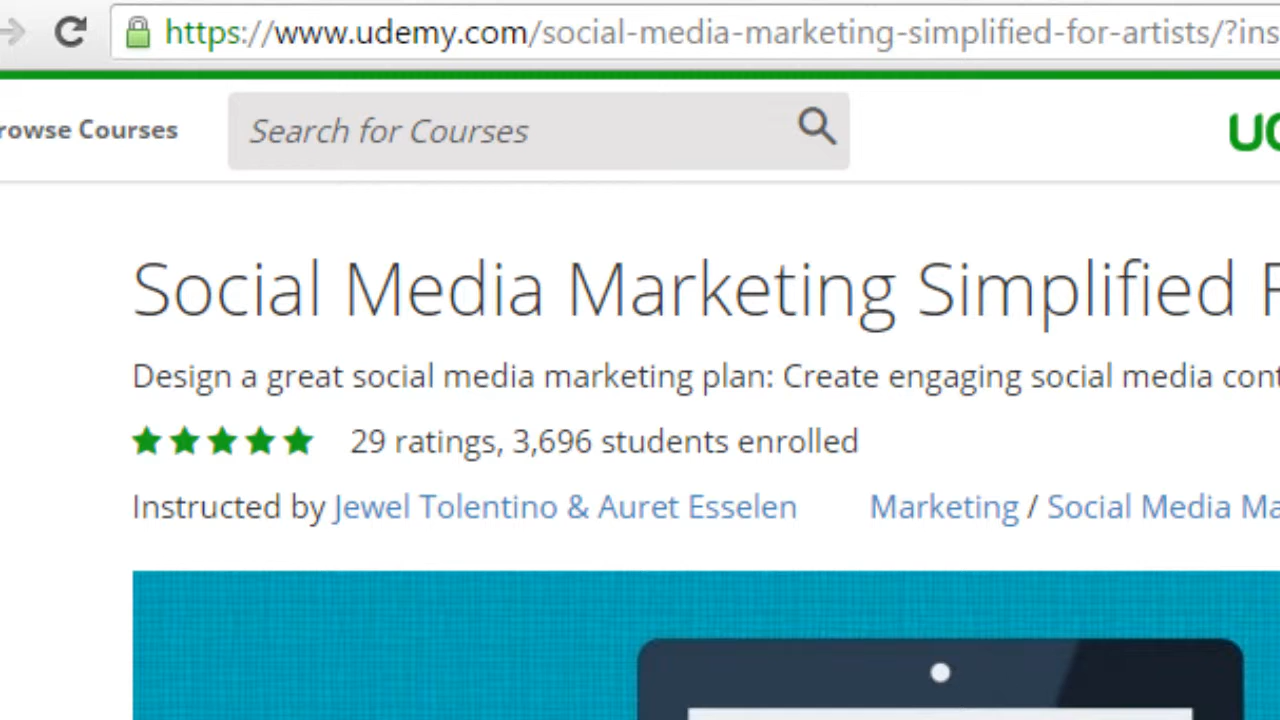 https://www.udemy.com/social-media-marketing-simplified-for-artists/?ins
rowse Courses
Search for Courses
Social Media Marketing Simplified
Design a great social media marketing plan: Create engaging social media cont
29 ratings, 3,696 students enrolled
Instructed by Jewel Tolentino & Auret Esselen Marketing / Social Media Ma